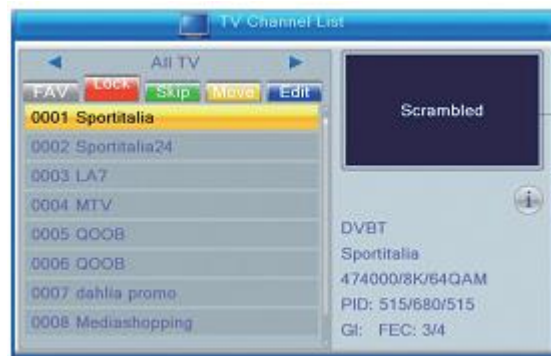 TV Channel List
All TV
FAV Lock Skip Move Edit
0001 Sportitalia
0002 Sportitalia24
0003 LA7
0004 MTV
0005 QOOB
0006 QOOB
0007 dahlia promo
0008 Mediashopping
Scrambled
i
DVBT
Sportitalia
474000/8K/64QAM
PID: 515/680/515
GI: FEC: 3/4